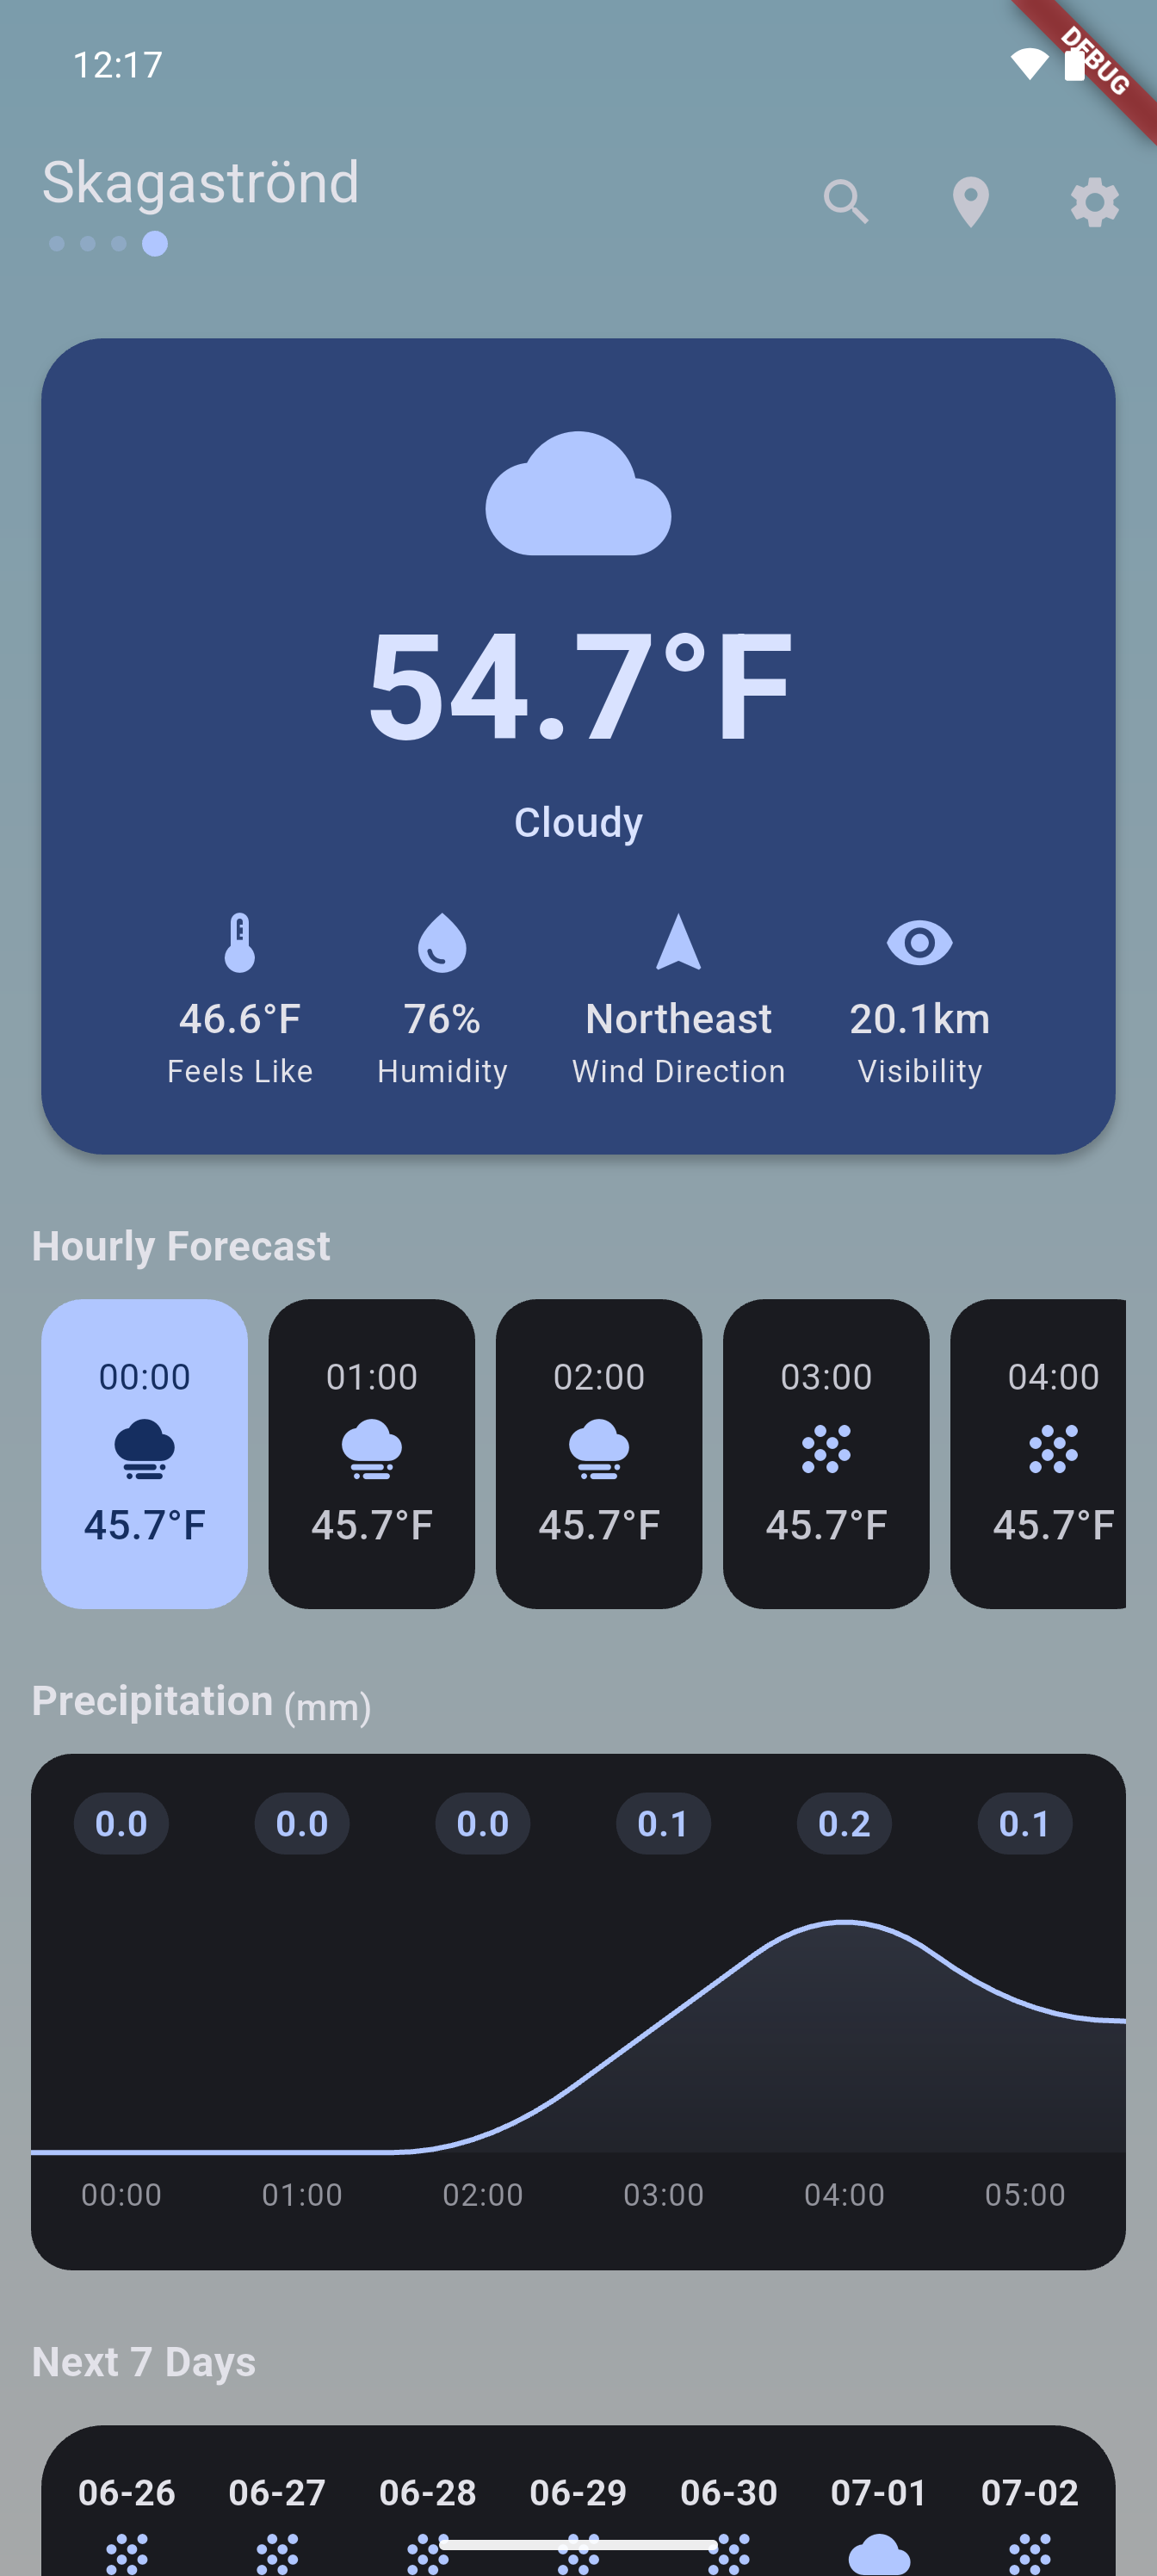 12:17
DEBUG
Skagaströnd
54.7°F
Cloudy
46.6°F 76% Northeast 20.1km
Feels Like Humidity Wind Direction Visibility
Hourly Forecast
00:00 01:00 02:00 03:00 04:00
45.7°F 45.7°F 45.7°F 45.7°F 45.7°F
Precipitation (mm)
0.0 0.0 0.0 0.1 0.2 0.1
00:00 01:00 02:00 03:00 04:00 05:00
Next 7 Days
06-26 06-27 06-28 06-29 06-30 07-01 07-02